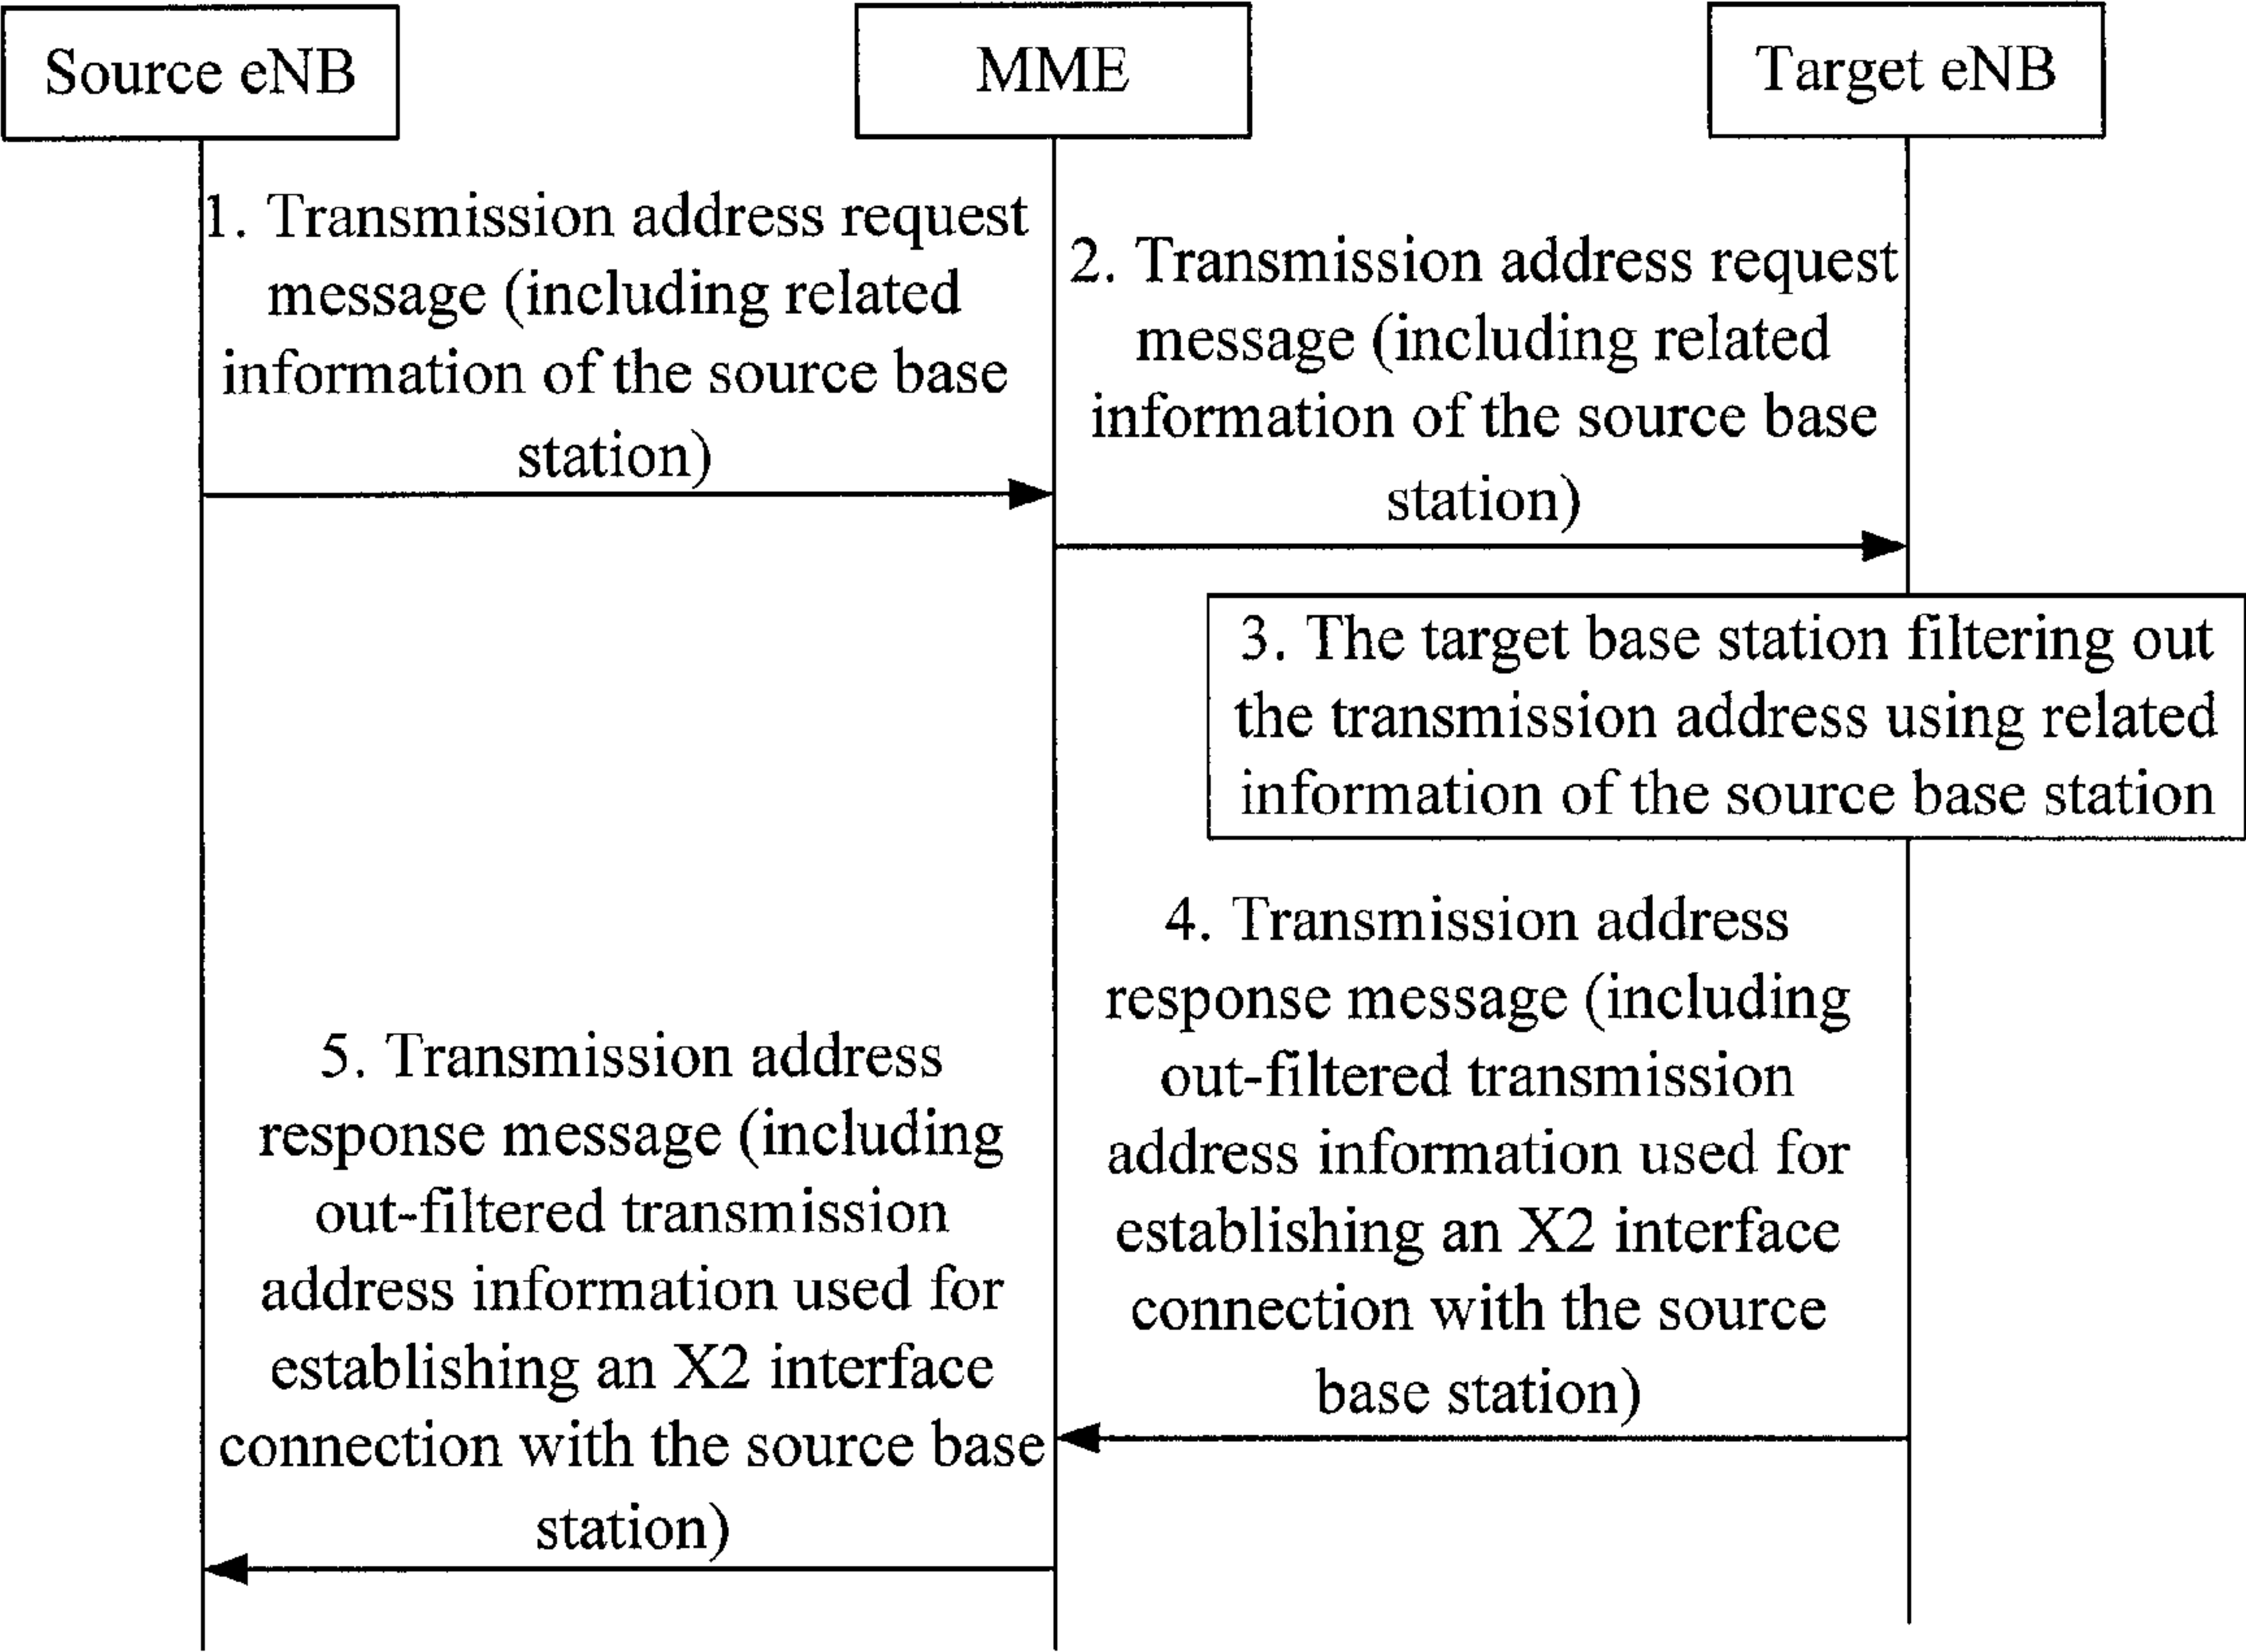 Source eNB
MME
Target eNB
1. Transmission address request
message (including related
information of the source base
station)
2. Transmission address request
message (including related
information of the source base
station)
3. The target base station filtering out
the transmission address using related
information of the source base station
4. Transmission address
response message (including
out-filtered transmission
address information used for
establishing an X2 interface
connection with the source
base station)
5. Transmission address
response message (including
out-filtered transmission
address information used for
establishing an X2 interface
connection with the source base
station)